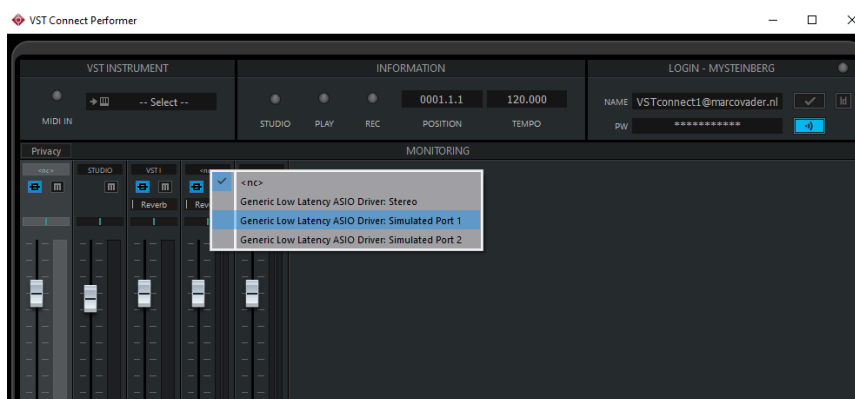 VST Connect Performer
VST INSTRUMENT
INFORMATION
LOGIN - MYSTEINBERG
-- Select --
0001.1.1
120.000
NAME VSTconnect1@marcovader.nl
MIDI IN
STUDIO PLAY REC POSITION TEMPO
PW ***********
Privacy
MONITORING
<nc> STUDIO VST I
m m m
Reverb
<nc>
Generic Low Latency ASIO Driver: Stereo
Generic Low Latency ASIO Driver: Simulated Port 1
Generic Low Latency ASIO Driver: Simulated Port 2